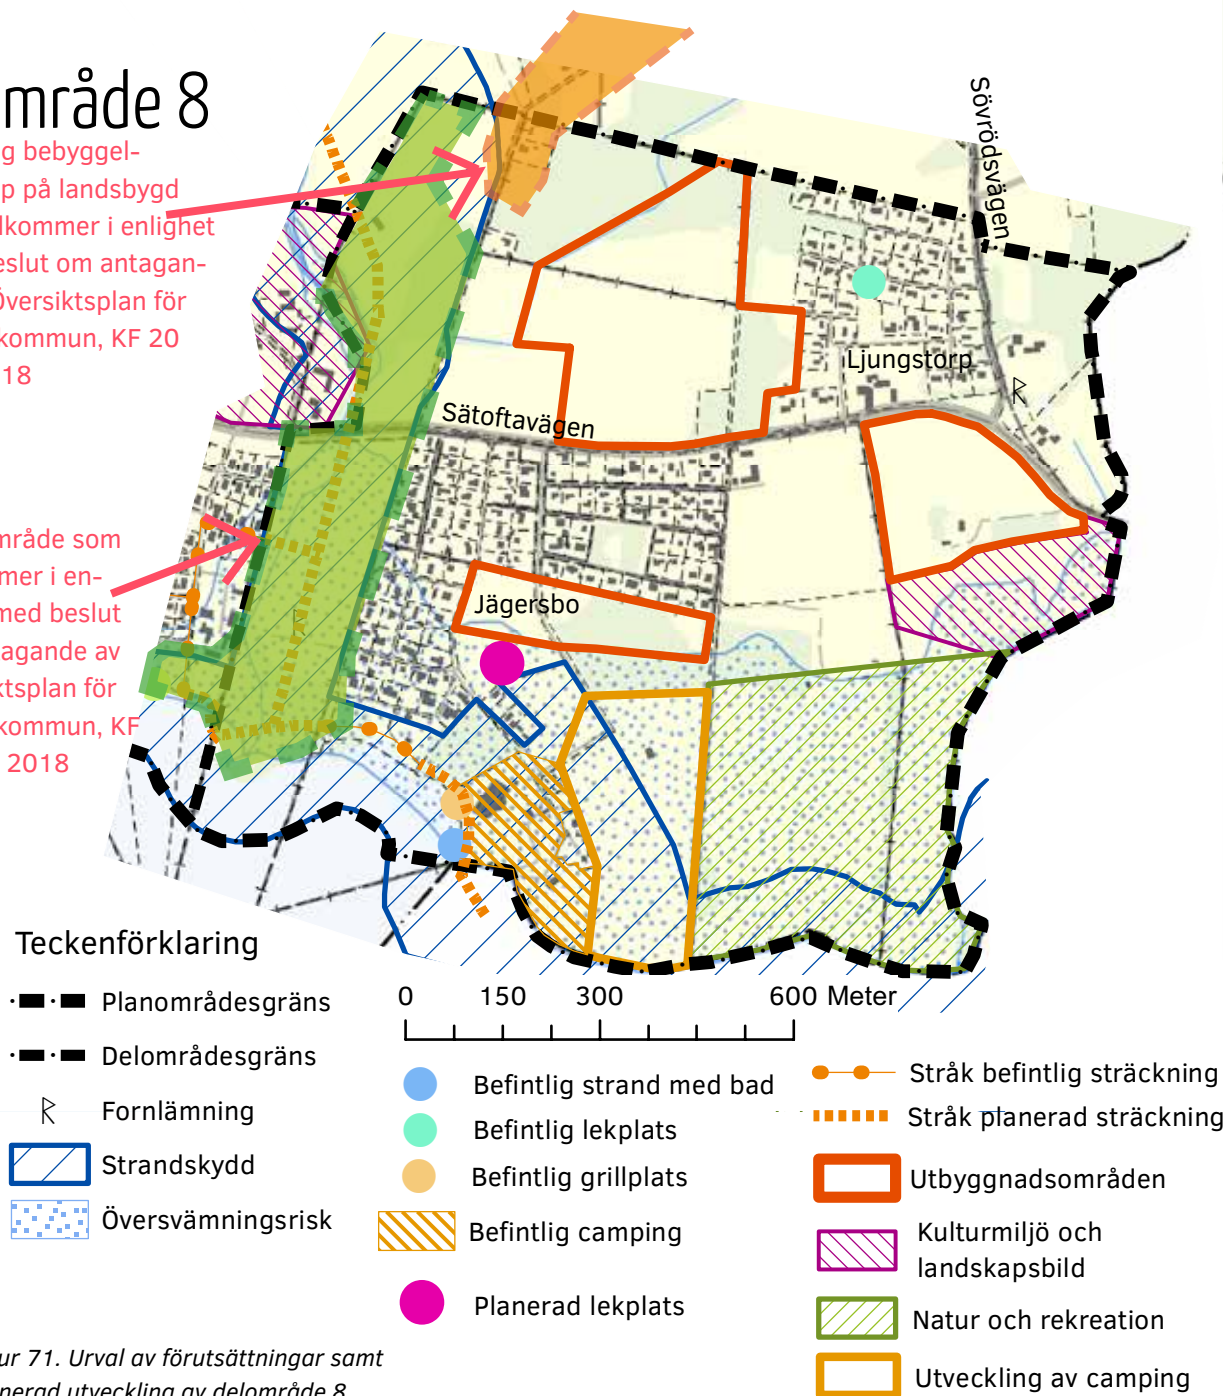 mråde 8
g bebyggel-
p på landsbygd
lkommer i enlighet
eslut om antagan-
Översiktsplan för
kommun, KF 20
18
mråde som
mer i en-
med beslut
tagande av
ktsplan för
kommun, KF
2018
Sövrödsvägen
Ljungstorp
Sätoftavägen
Jägersbo
Teckenförklaring
Planområdesgräns
Delområdesgräns
Fornlämning
Strandskydd
Översvämningsrisk
0 150 300 600 Meter
Befintlig strand med bad
Befintlig lekplats
Befintlig grillplats
Befintlig camping
Planerad lekplats
Stråk befintlig sträckning
Stråk planerad sträckning
Utbyggnadsområden
Kulturmiljö och
landskapsbild
Natur och rekreation
Utveckling av camping
ur 71. Urval av förutsättningar samt
nerad utveckling av delområde 8